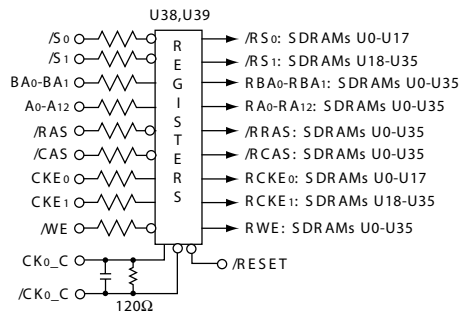 U38,U39
/S0
/S1
BA0-BA1
A0-A12
/RAS
/CAS
CKE0
CKE1
/WE
CK0_C
/CK0_C
120Ω
REGISTERS
/RS0: SDRAMs U0-U17
/RS1: SDRAMs U18-U35
RBA0-RBA1: SDRAMs U0-U35
RA0-RA12: SDRAMs U0-U35
/RRAS: SDRAMs U0-U35
/RCAS: SDRAMs U0-U35
RCKE0: SDRAMs U0-U17
RCKE1: SDRAMs U18-U35
RWE: SDRAMs U0-U35
/RESET